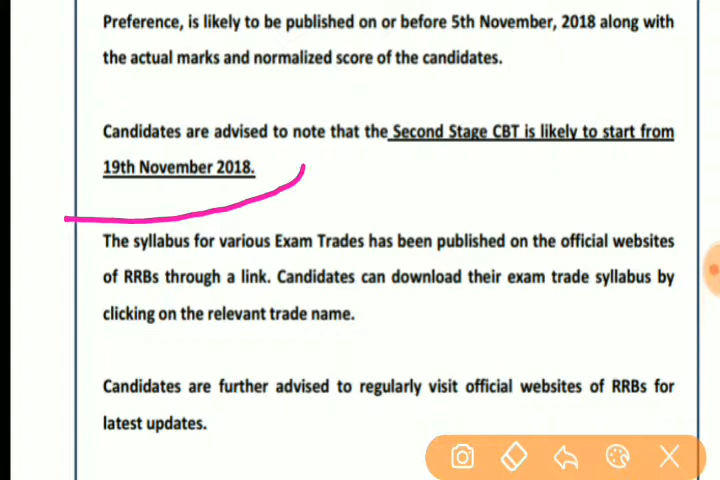 Preference, is likely to be published on or before 5th November, 2018 along with
the actual marks and normalized score of the candidates.
Candidates are advised to note that the Second Stage CBT is likely to start from
19th November 2018.
The syllabus for various Exam Trades has been published on the official websites
of RRBs through a link. Candidates can download their exam trade syllabus by
clicking on the relevant trade name.
Candidates are further advised to regularly visit official websites of RRBs for
latest updates.